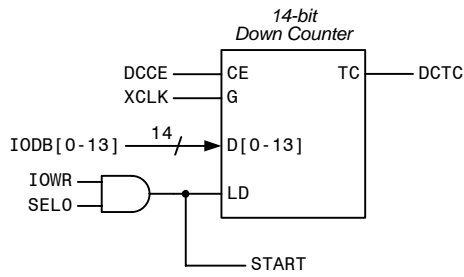 14-bit
Down Counter
DCCE
CE
TC
DCTC
XCLK
G
14
IODB[0-13]
D[0-13]
IOWR
SEL0
LD
START